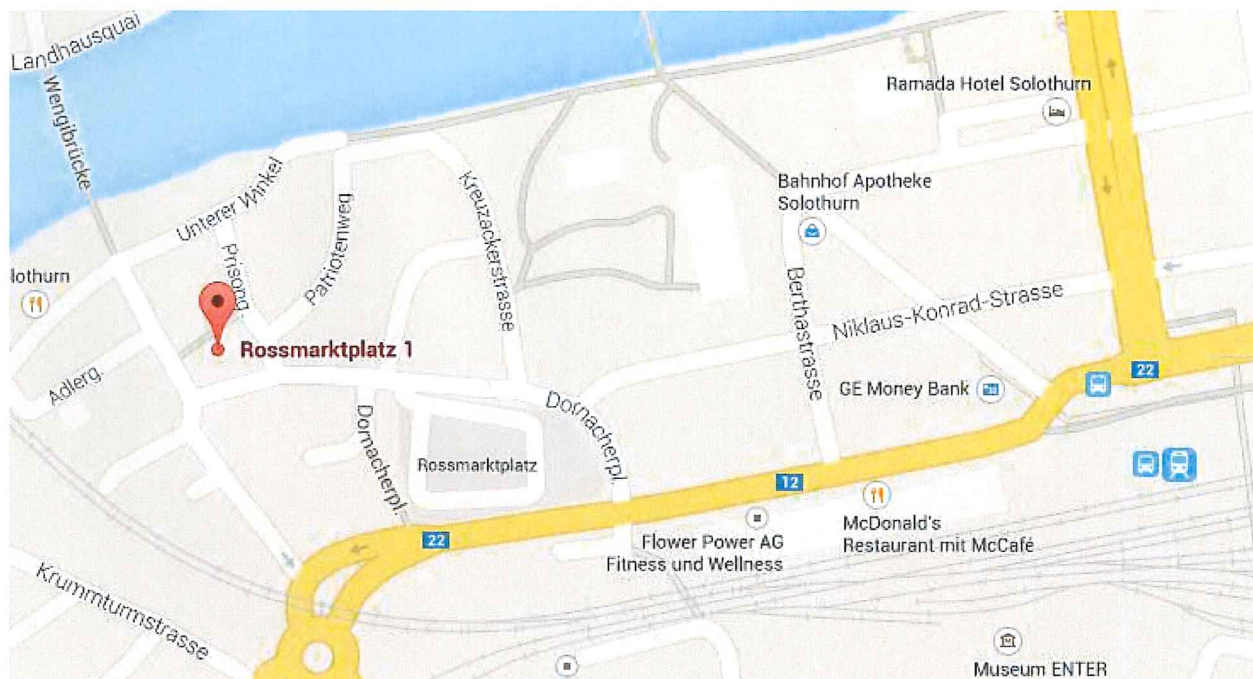 Landhausquai
Wengibrücke
Ramada Hotel Solothurn
Unterer Winkel
Kreuzackerstrasse
Bahnhof Apotheke
Solothurn
Patriotenweg
Prisong
lothurn
Berthastrasse
Niklaus-Konrad-Strasse
Rossmarktplatz 1
Adlerg.
22
GE Money Bank
Dornacherpl.
Dornacherpl.
Rossmarktplatz
12
22
McDonald's
Restaurant mit McCafé
Flower Power AG
Fitness und Wellness
Krummturmstrasse
Museum ENTER